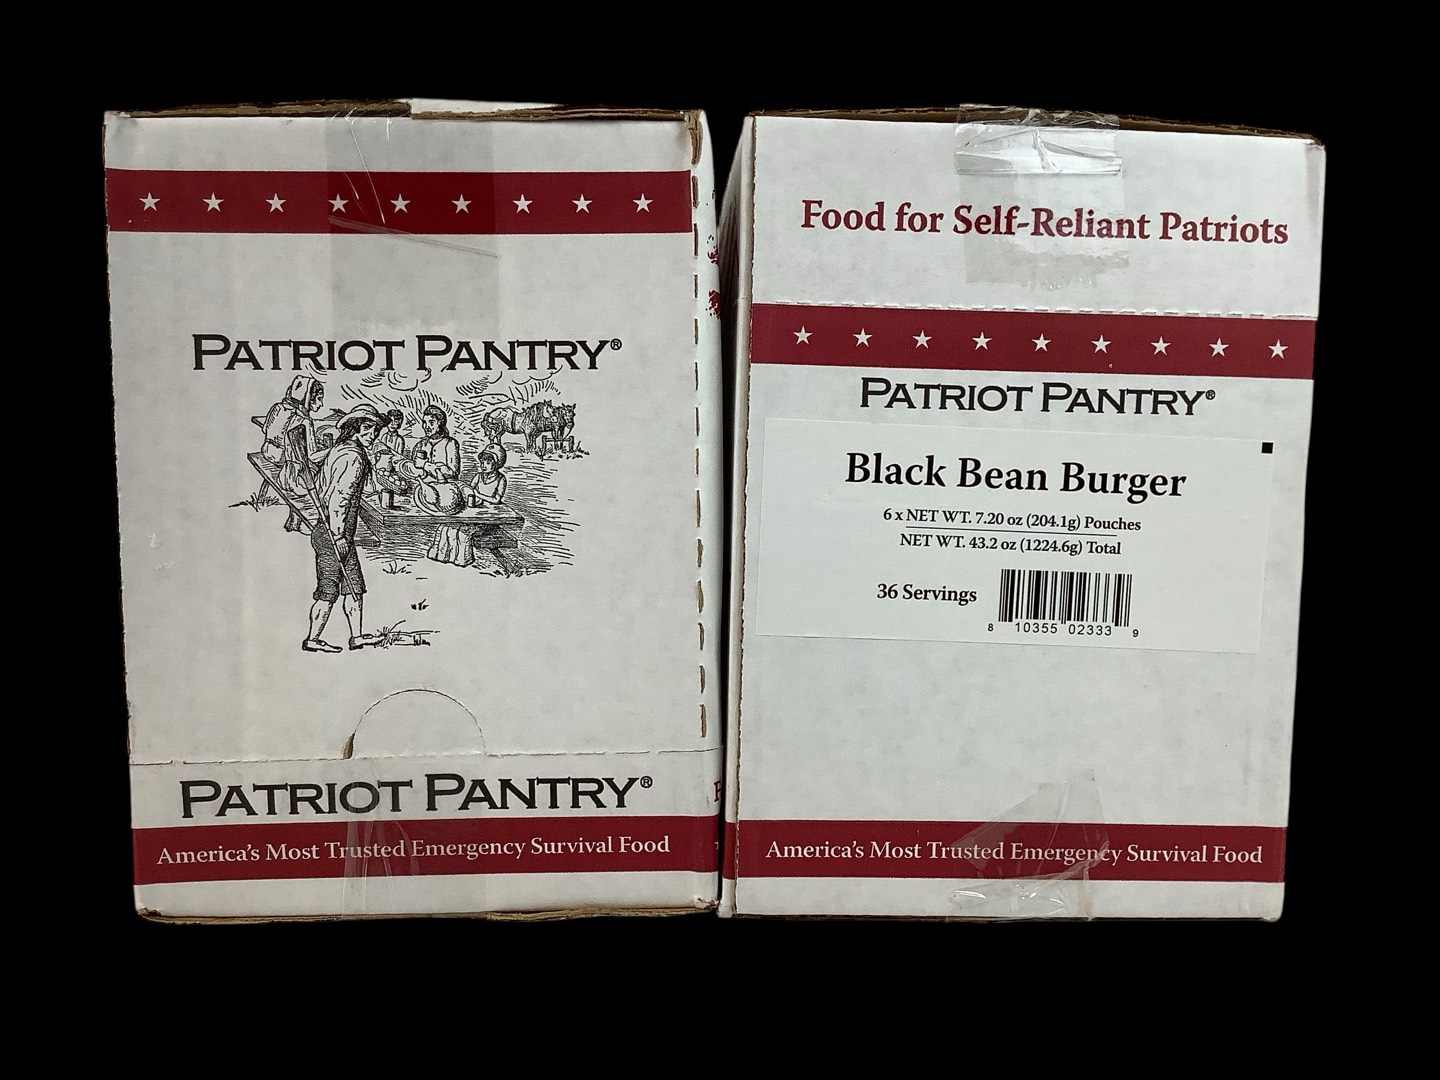 PATRIOT PANTRY®
PATRIOT PANTRY®
America's Most Trusted Emergency Survival Food
Food for Self-Reliant Patriots
PATRIOT PANTRY®
Black Bean Burger
6 x NET WT. 7.20 oz (204.1g) Pouches
NET WT. 43.2 oz (1224.6g) Total
36 Servings
8 10355 02333 9
America's Most Trusted Emergency Survival Food